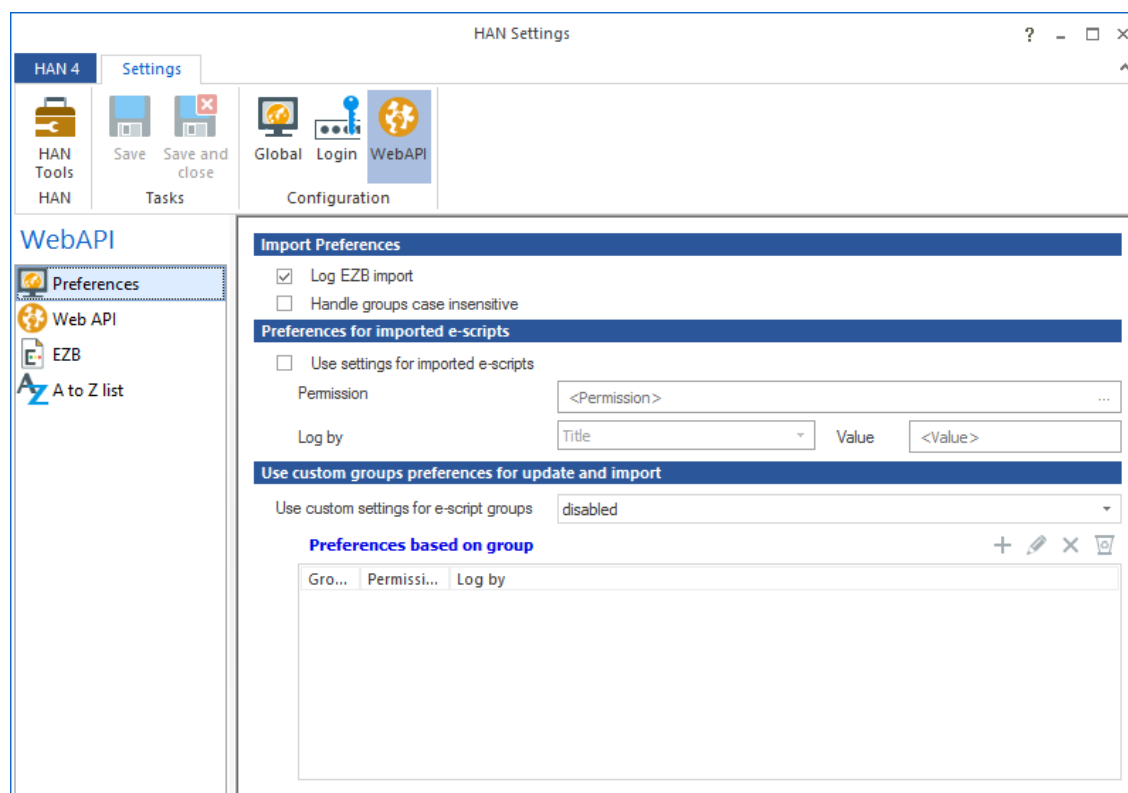 HAN Settings
HAN 4 Settings
HAN Tools Save Save and close Global Login WebAPI
HAN Tasks Configuration
WebAPI
Preferences
Web API
EZB
A to Z list
Import Preferences
Log EZB import
Handle groups case insensitive
Preferences for imported e-scripts
Use settings for imported e-scripts
Permission <Permission> ...
Log by Title Value <Value>
Use custom groups preferences for update and import
Use custom settings for e-script groups disabled
Preferences based on group
Gro... Permissi... Log by